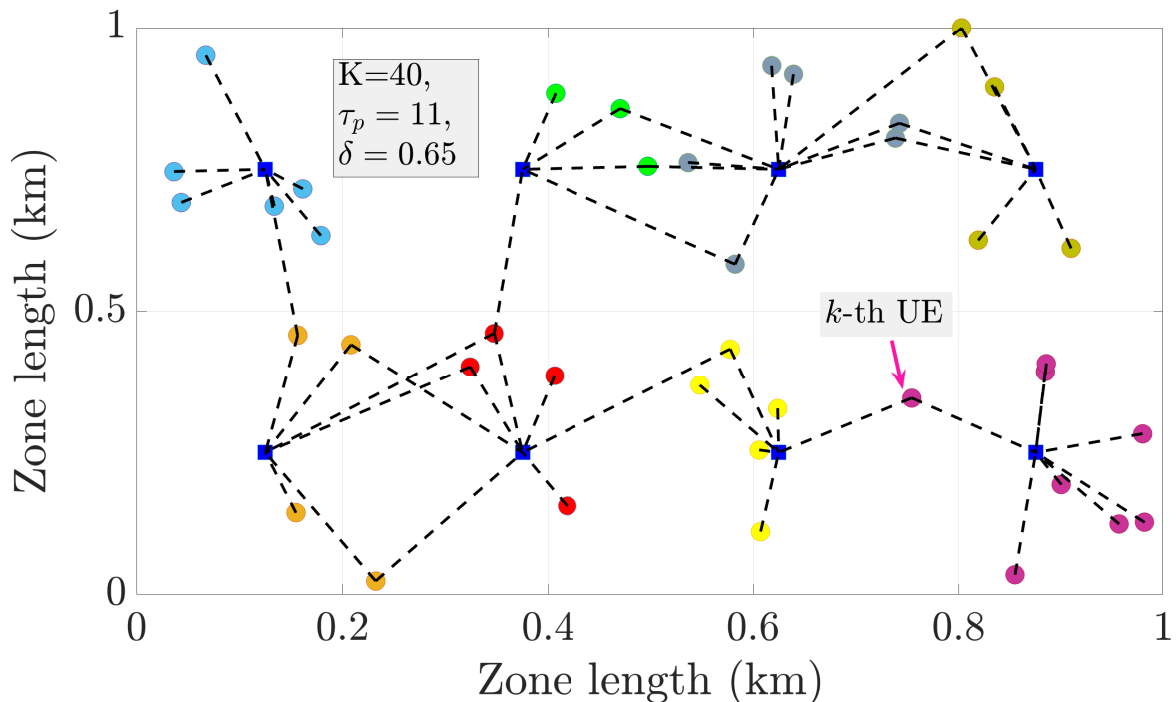 1
K=40,
τ_p = 11,
δ = 0.65
Zone length (km)
0.5
k-th UE
0
0
0.2
0.4
0.6
0.8
1
Zone length (km)